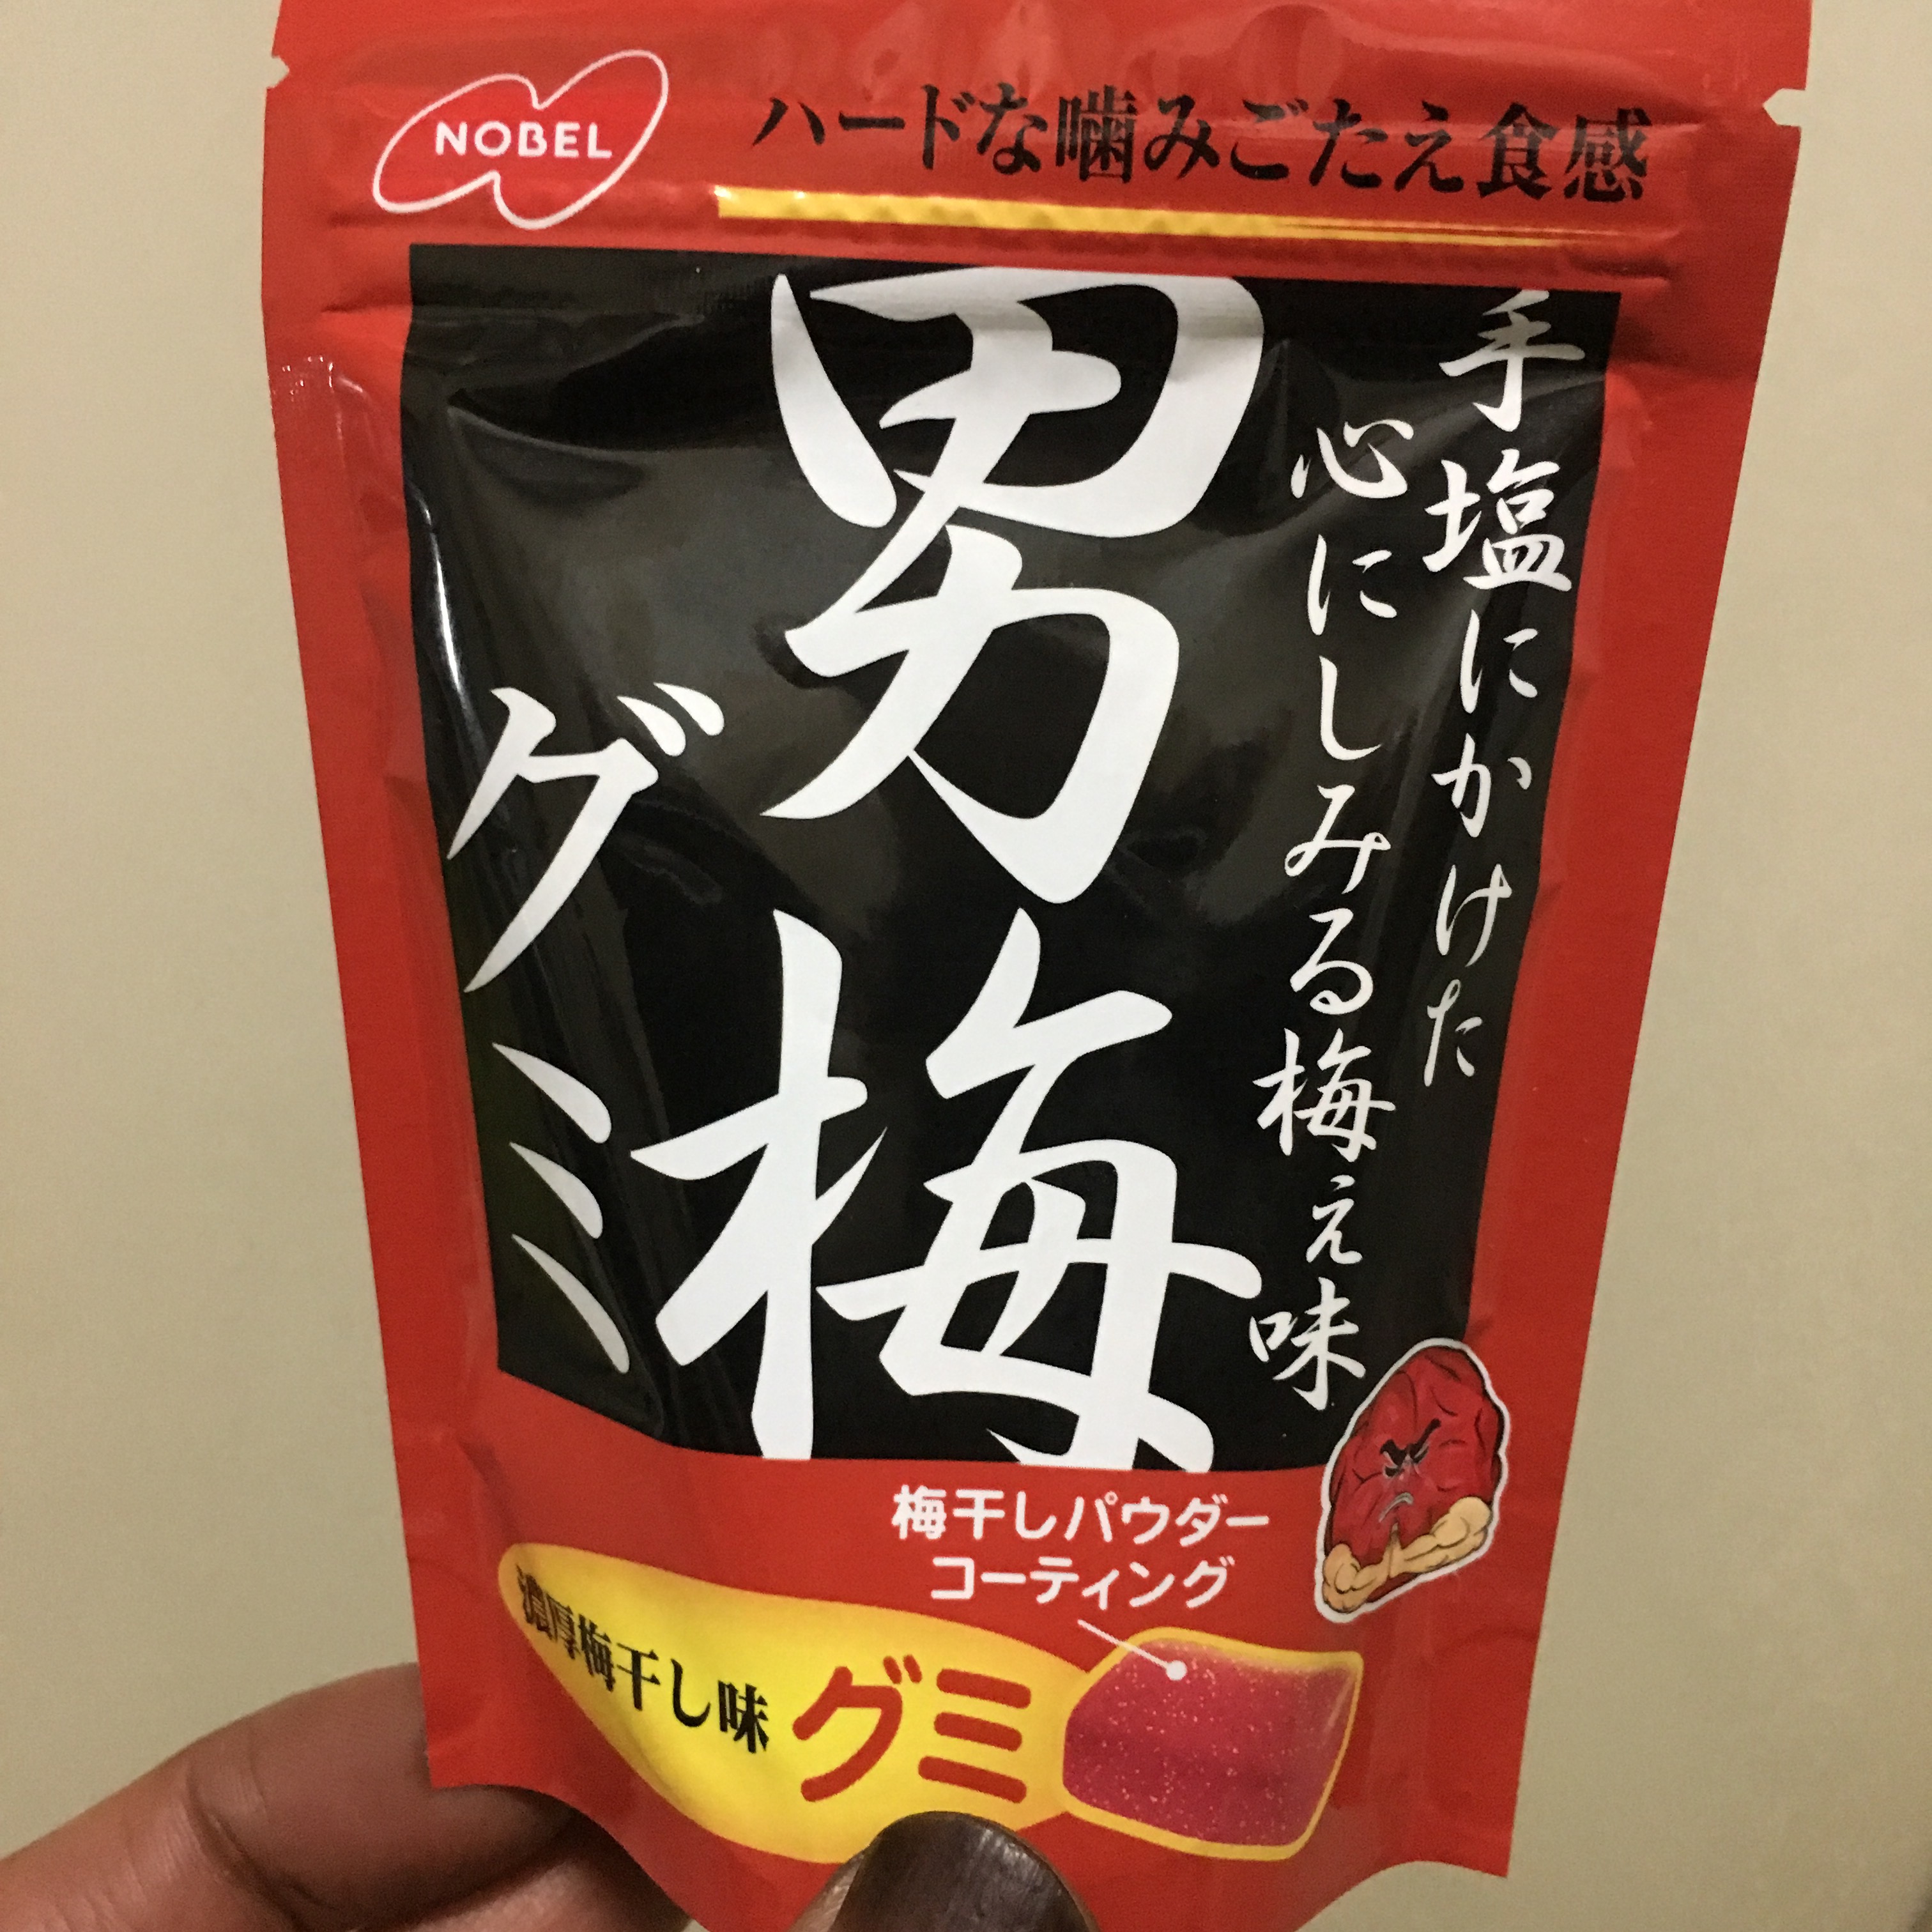 NOBEL
ハードな噛みごたえ食感
手塩にかけた
心にしみる梅ぇ味
男梅
グミ
梅干しパウダー
コーティング
濃厚梅干し味
グミ